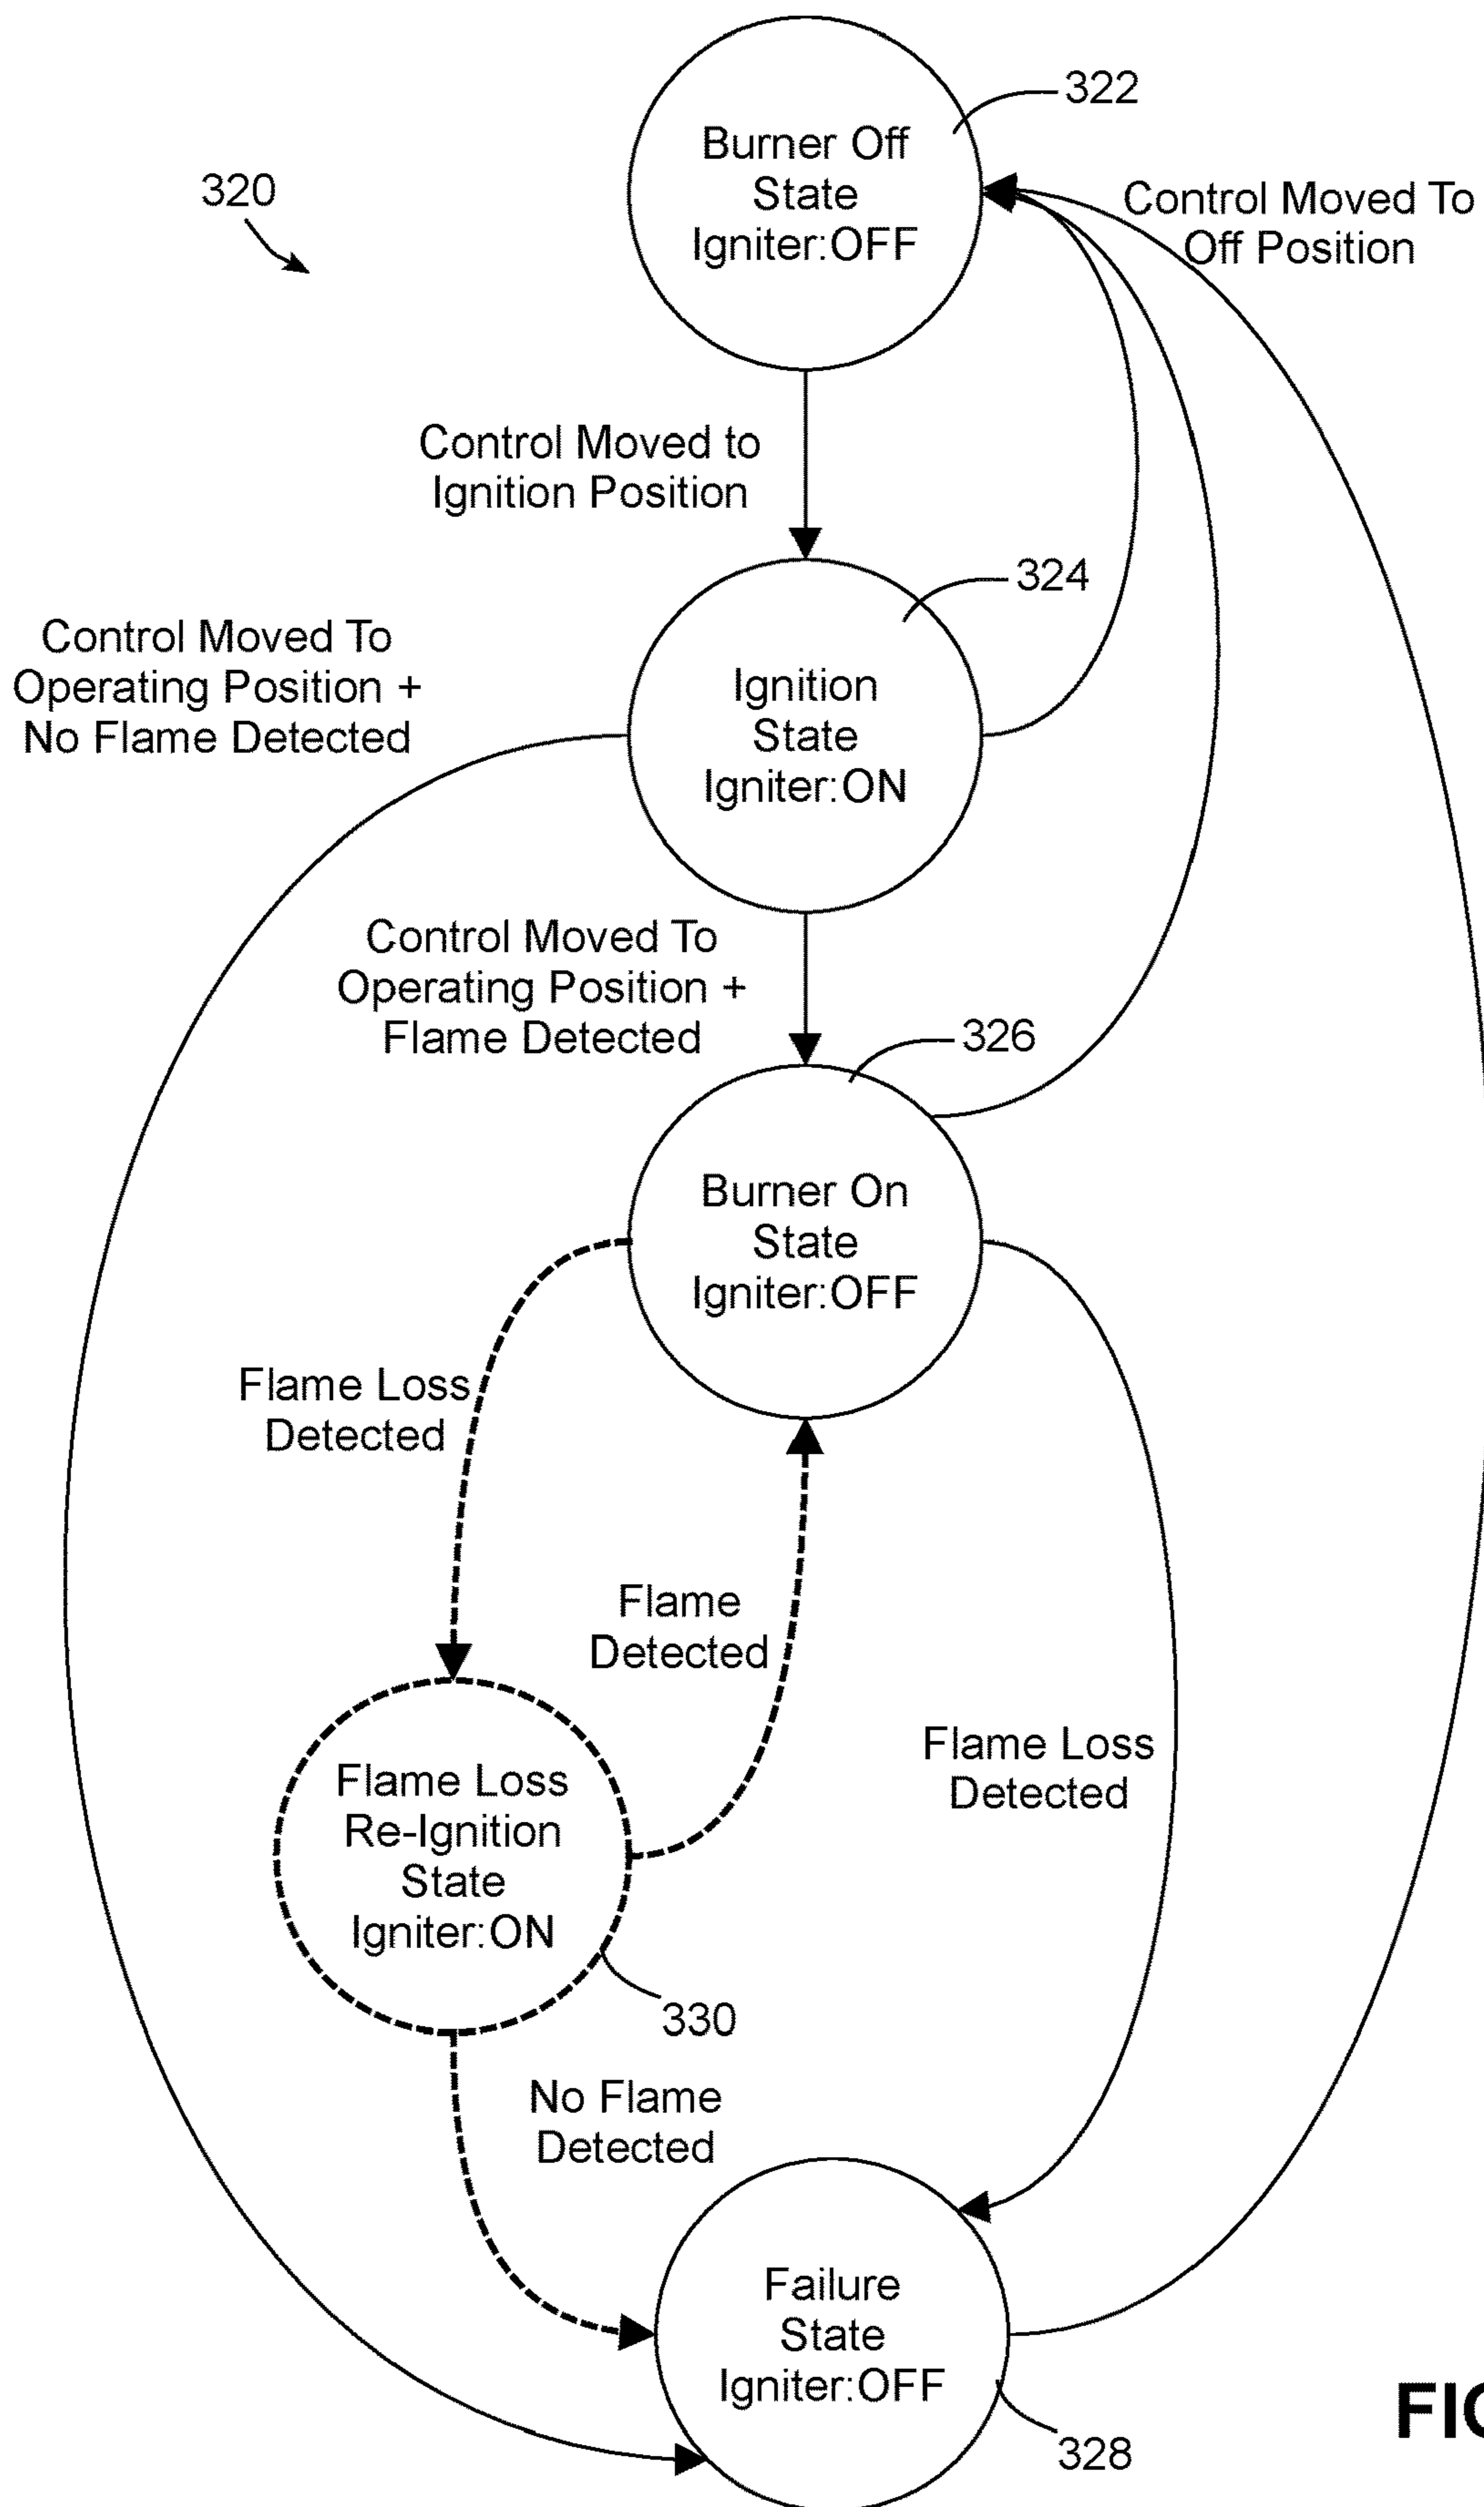 322
Burner Off
State
Igniter:OFF
320
Control Moved To
Off Position
Control Moved to
Ignition Position
324
Control Moved To
Operating Position +
No Flame Detected
Ignition
State
Igniter:ON
Control Moved To
Operating Position +
Flame Detected
326
Burner On
State
Igniter:OFF
Flame Loss
Detected
Flame
Detected
Flame Loss
Detected
Flame Loss
Re-Ignition
State
Igniter:ON
330
No Flame
Detected
Failure
State
Igniter:OFF
328